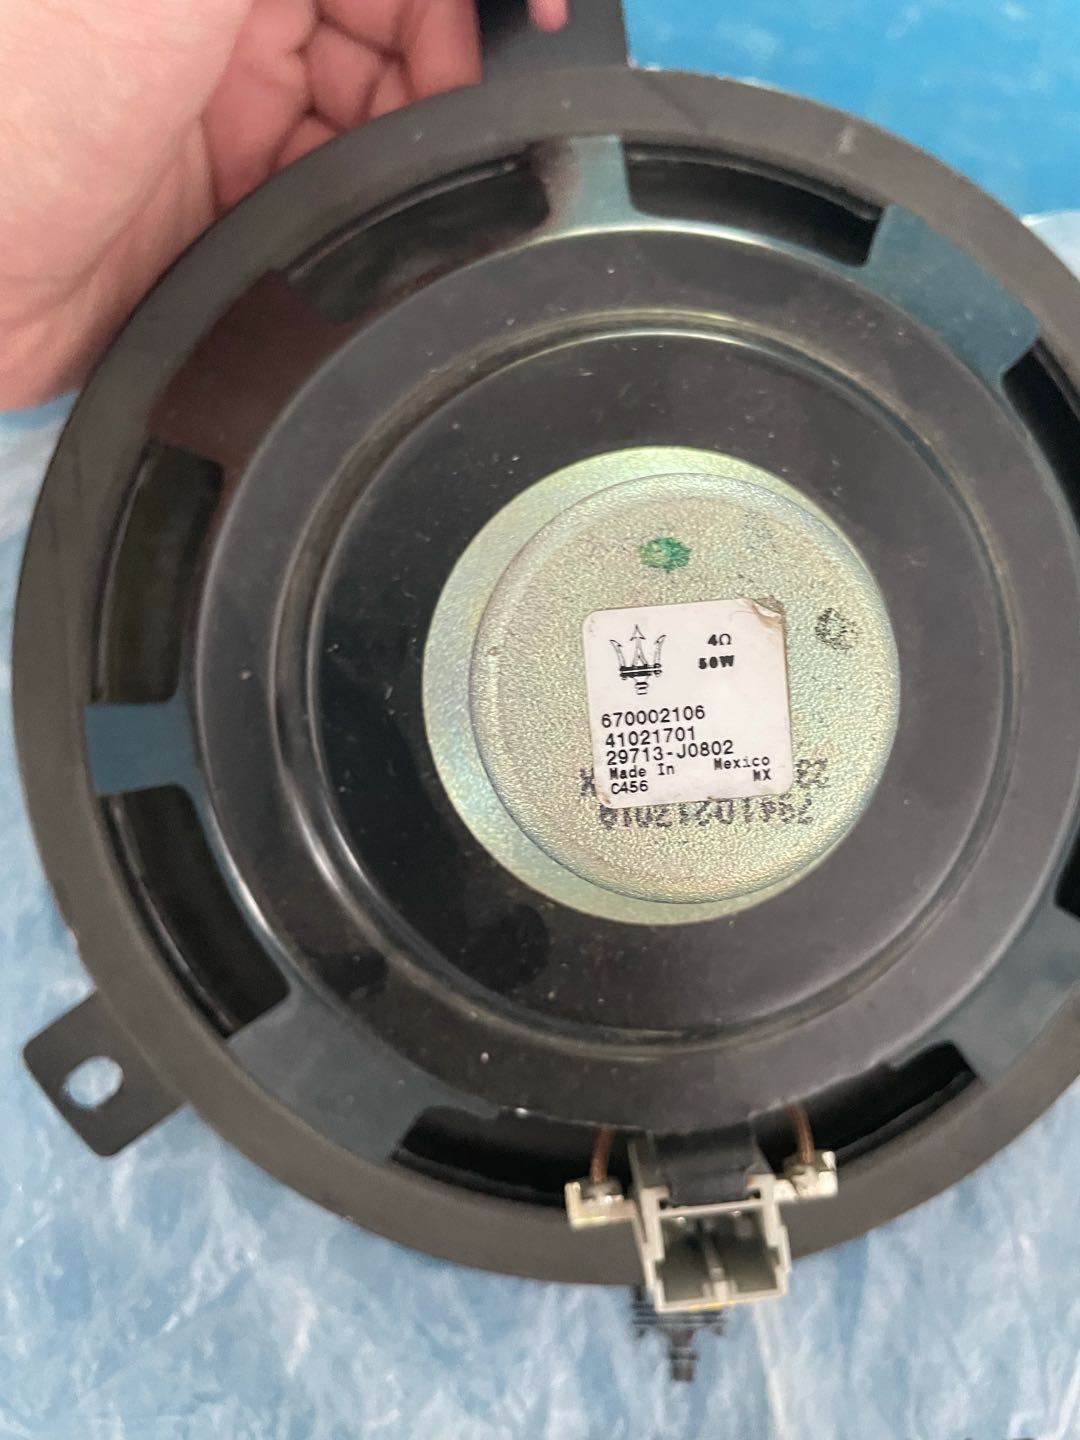 4Ω
50W
670002106
41021701
29713-J0802
Made In Mexico
MX
C456